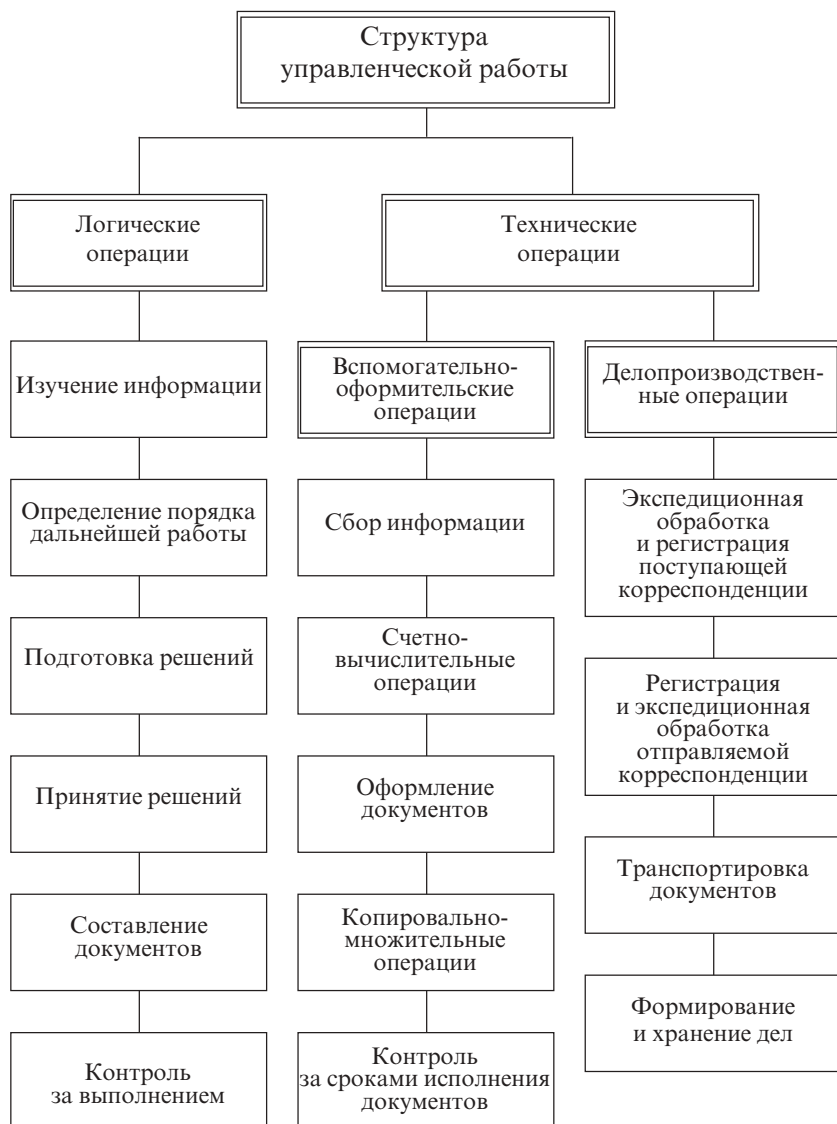 Структура
управленческой работы
Логические
операции
Технические
операции
Изучение информации
Определение порядка
дальнейшей работы
Подготовка решений
Принятие решений
Составление
документов
Контроль
за выполнением
Вспомогательно-
оформительские
операции
Сбор информации
Счетно-
вычислительные
операции
Оформление
документов
Копировально-
множительные
операции
Контроль
за сроками исполнения
документов
Делопроизводствен-
ные операции
Экспедиционная
обработка
и регистрация
поступающей
корреспонденции
Регистрация
и экспедиционная
обработка
отправляемой
корреспонденции
Транспортировка
документов
Формирование
и хранение дел